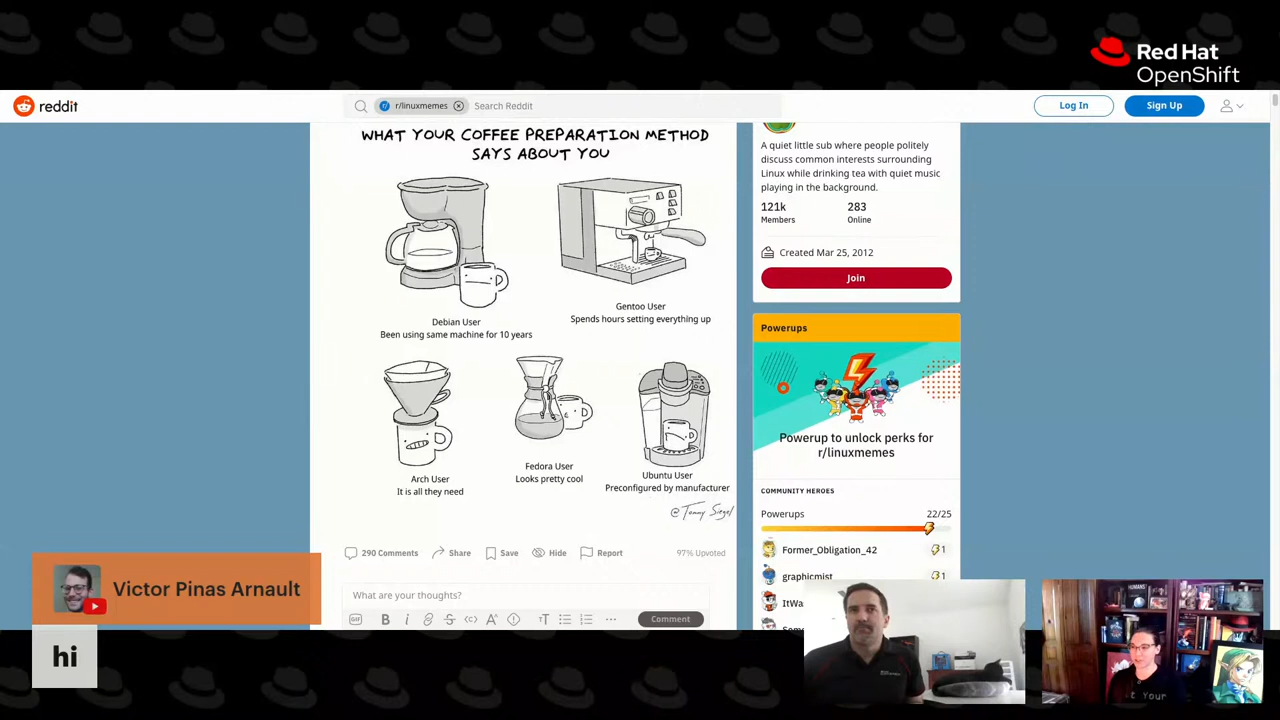 Red Hat
OpenShift
reddit
r/linuxmemes
Search Reddit
Log In
Sign Up
WHAT YOUR COFFEE PREPARATION METHOD
SAYS ABOUT YOU
Debian User
Been using same machine for 10 years
Gentoo User
Spends hours setting everything up
Arch User
It is all they need
Fedora User
Looks pretty cool
Ubuntu User
Preconfigured by manufacturer
@Tommy Siegel
290 Comments
Share
Save
Hide
Report
97% Upvoted
What are your thoughts?
GIF
B
i
Comment
A quiet little sub where people politely
discuss common interests surrounding
Linux while drinking tea with quiet music
playing in the background.
121k
283
Members
Online
Created Mar 25, 2012
Join
Powerups
Powerup to unlock perks for
r/linuxmemes
COMMUNITY HEROES
Powerups
22/25
Former_Obligation_42
1
graphicmist
1
ItWa
Victor Pinas Arnault
hi
HUMANS
t Your